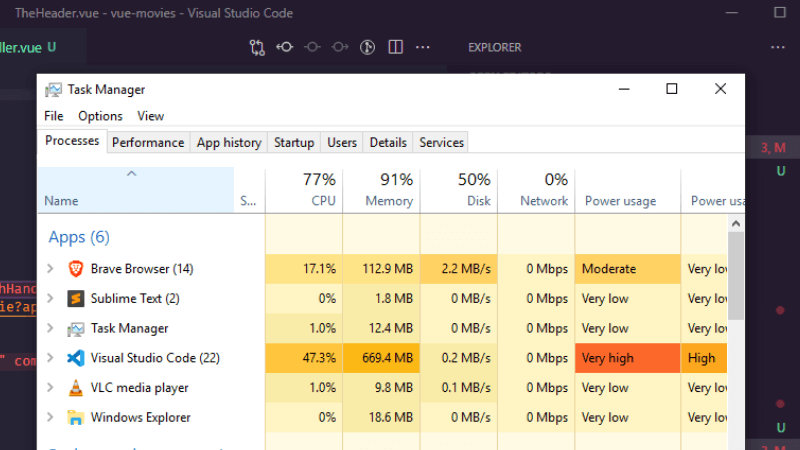 TheHeader.vue - vue-movies - Visual Studio Code
ller.vue U
EXPLORER
Task Manager
File Options View
Processes Performance App history Startup Users Details Services
77% 91% 50% 0%
Name S... CPU Memory Disk Network Power usage Power usa
Apps (6)
Brave Browser (14) 17.1% 112.9 MB 2.2 MB/s 0 Mbps Moderate Very low
Sublime Text (2) 0% 1.8 MB 0 MB/s 0 Mbps Very low Very low
Task Manager 1.0% 12.4 MB 0 MB/s 0 Mbps Very low Very low
Visual Studio Code (22) 47.3% 669.4 MB 0.2 MB/s 0 Mbps Very high High
VLC media player 1.0% 9.8 MB 0.1 MB/s 0 Mbps Very low Very low
Windows Explorer 0% 18.6 MB 0 MB/s 0 Mbps Very low Very low
3, M
U
hHand
ie?ap
" com
U